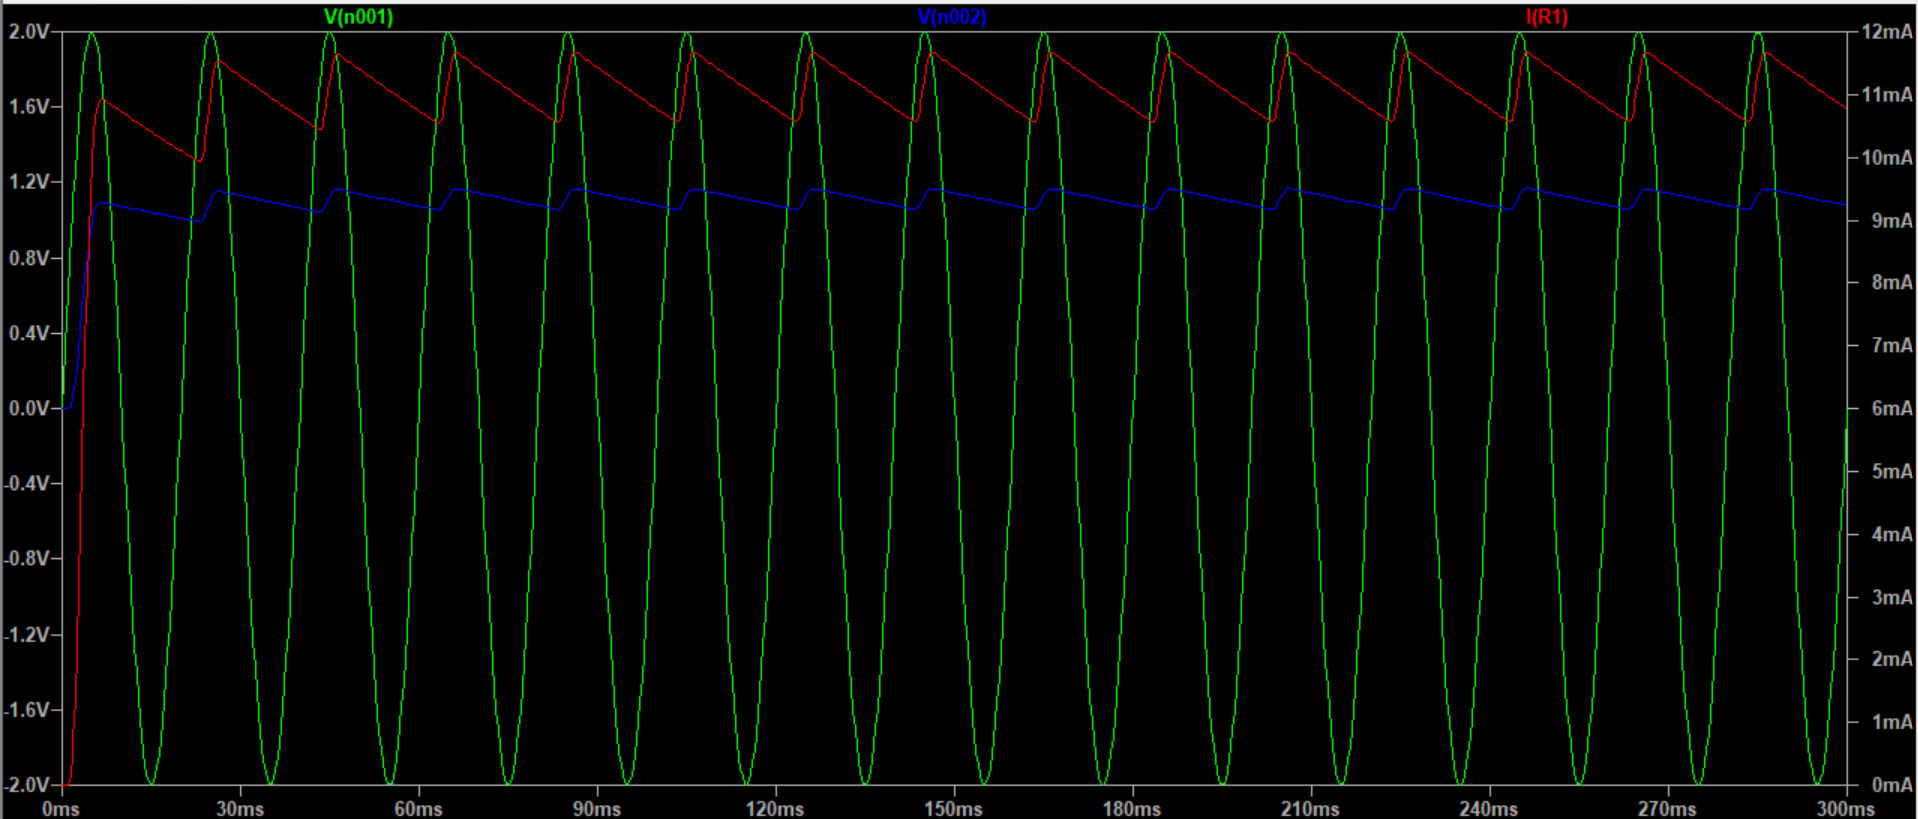 V(n001) V(n002) I(R1)
2.0V 12mA
1.6V 11mA
1.2V 10mA
0.8V 9mA
0.4V 8mA
0.0V 7mA
-0.4V 6mA
-0.8V 5mA
-1.2V 4mA
-1.6V 3mA
-2.0V 2mA
1mA
0mA
0ms 30ms 60ms 90ms 120ms 150ms 180ms 210ms 240ms 270ms 300ms